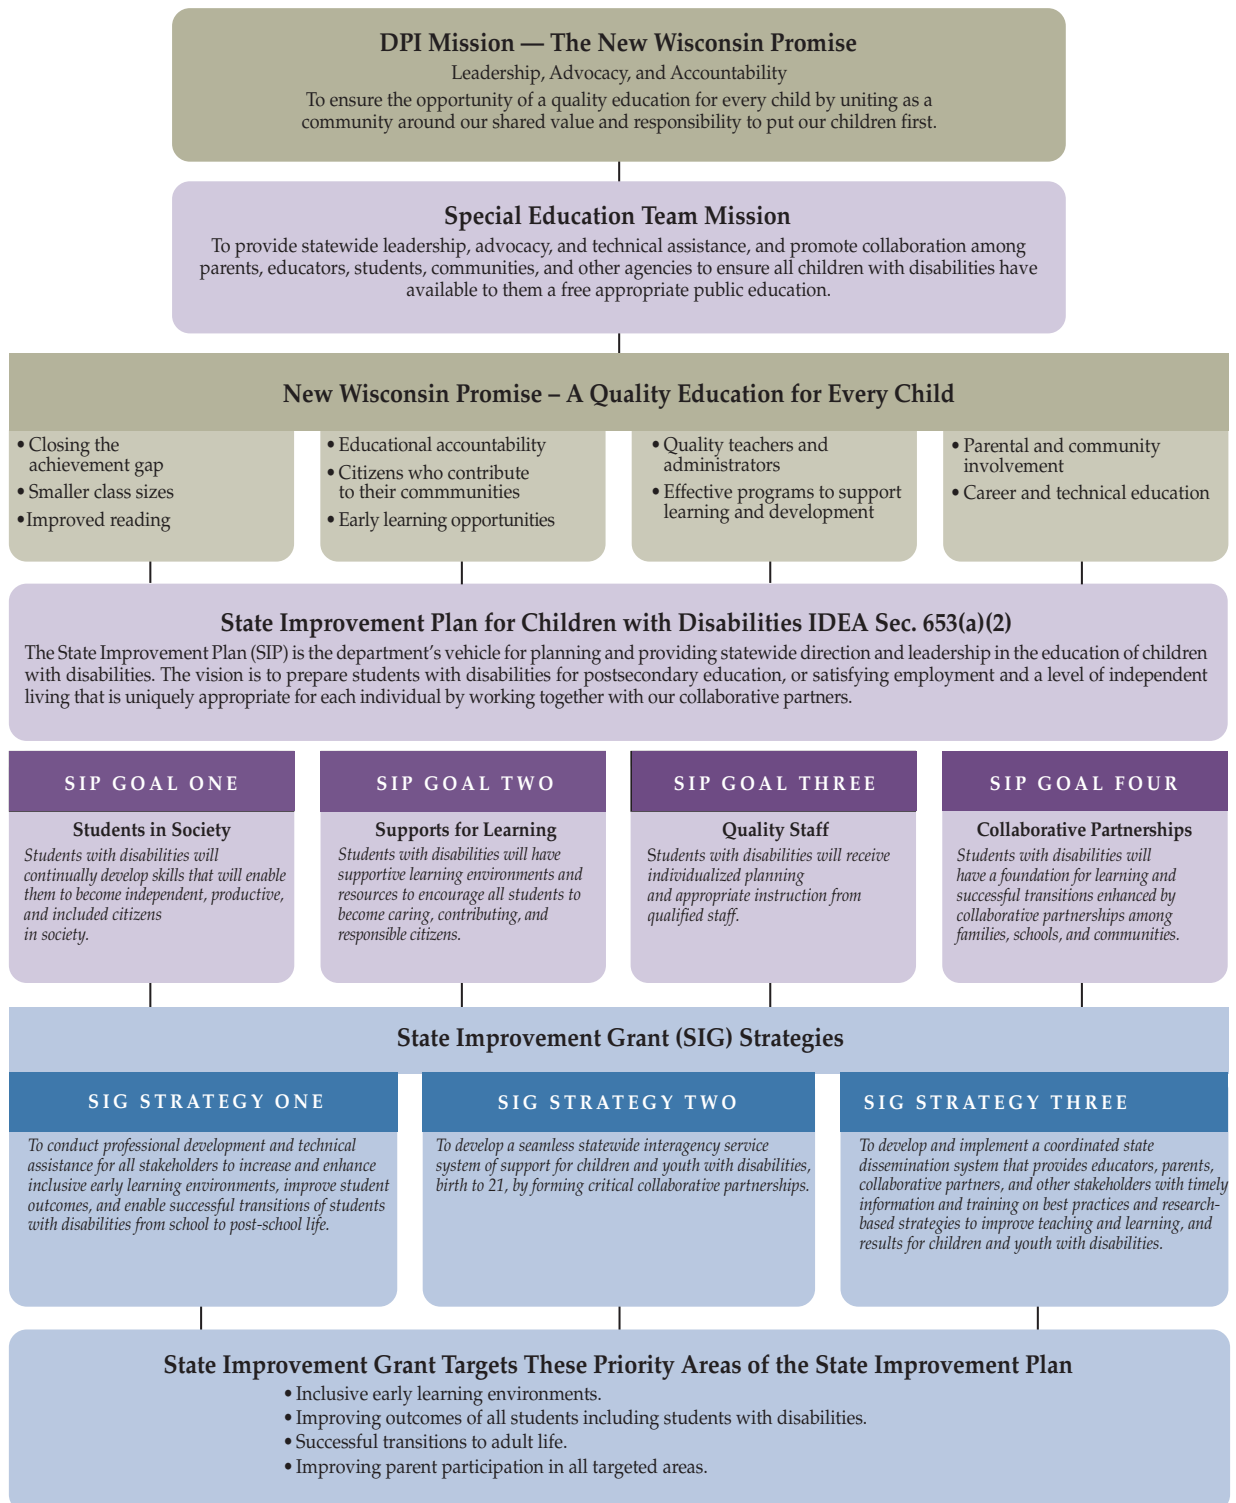 DPI Mission — The New Wisconsin Promise
Leadership, Advocacy, and Accountability
To ensure the opportunity of a quality education for every child by uniting as a
community around our shared value and responsibility to put our children first.
Special Education Team Mission
To provide statewide leadership, advocacy, and technical assistance, and promote collaboration among
parents, educators, students, communities, and other agencies to ensure all children with disabilities have
available to them a free appropriate public education.
New Wisconsin Promise – A Quality Education for Every Child
• Closing the
achievement gap
• Smaller class sizes
•Improved reading
• Educational accountability
• Citizens who contribute
to their commmunities
• Early learning opportunities
• Quality teachers and
administrators
• Effective programs to support
learning and development
• Parental and community
involvement
• Career and technical education
State Improvement Plan for Children with Disabilities IDEA Sec. 653(a)(2)
The State Improvement Plan (SIP) is the department’s vehicle for planning and providing statewide direction and leadership in the education of children
with disabilities. The vision is to prepare students with disabilities for postsecondary education, or satisfying employment and a level of independent
living that is uniquely appropriate for each individual by working together with our collaborative partners.
SIP GOAL ONE
Students in Society
Students with disabilities will
continually develop skills that will enable
them to become independent, productive,
and included citizens
in society.
SIP GOAL TWO
Supports for Learning
Students with disabilities will have
supportive learning environments and
resources to encourage all students to
become caring, contributing, and
responsible citizens.
SIP GOAL THREE
Quality Staff
Students with disabilities will receive
individualized planning
and appropriate instruction from
qualified staff.
SIP GOAL FOUR
Collaborative Partnerships
Students with disabilities will
have a foundation for learning and
successful transitions enhanced by
collaborative partnerships among
families, schools, and communities.
State Improvement Grant (SIG) Strategies
SIG STRATEGY ONE
To conduct professional development and technical
assistance for all stakeholders to increase and enhance
inclusive early learning environments, improve student
outcomes, and enable successful transitions of students
with disabilities from school to post-school life.
SIG STRATEGY TWO
To develop a seamless statewide interagency service
system of support for children and youth with disabilities,
birth to 21, by forming critical collaborative partnerships.
SIG STRATEGY THREE
To develop and implement a coordinated state
dissemination system that provides educators, parents,
collaborative partners, and other stakeholders with timely
information and training on best practices and research-
based strategies to improve teaching and learning, and
results for children and youth with disabilities.
State Improvement Grant Targets These Priority Areas of the State Improvement Plan
• Inclusive early learning environments.
• Improving outcomes of all students including students with disabilities.
• Successful transitions to adult life.
• Improving parent participation in all targeted areas.